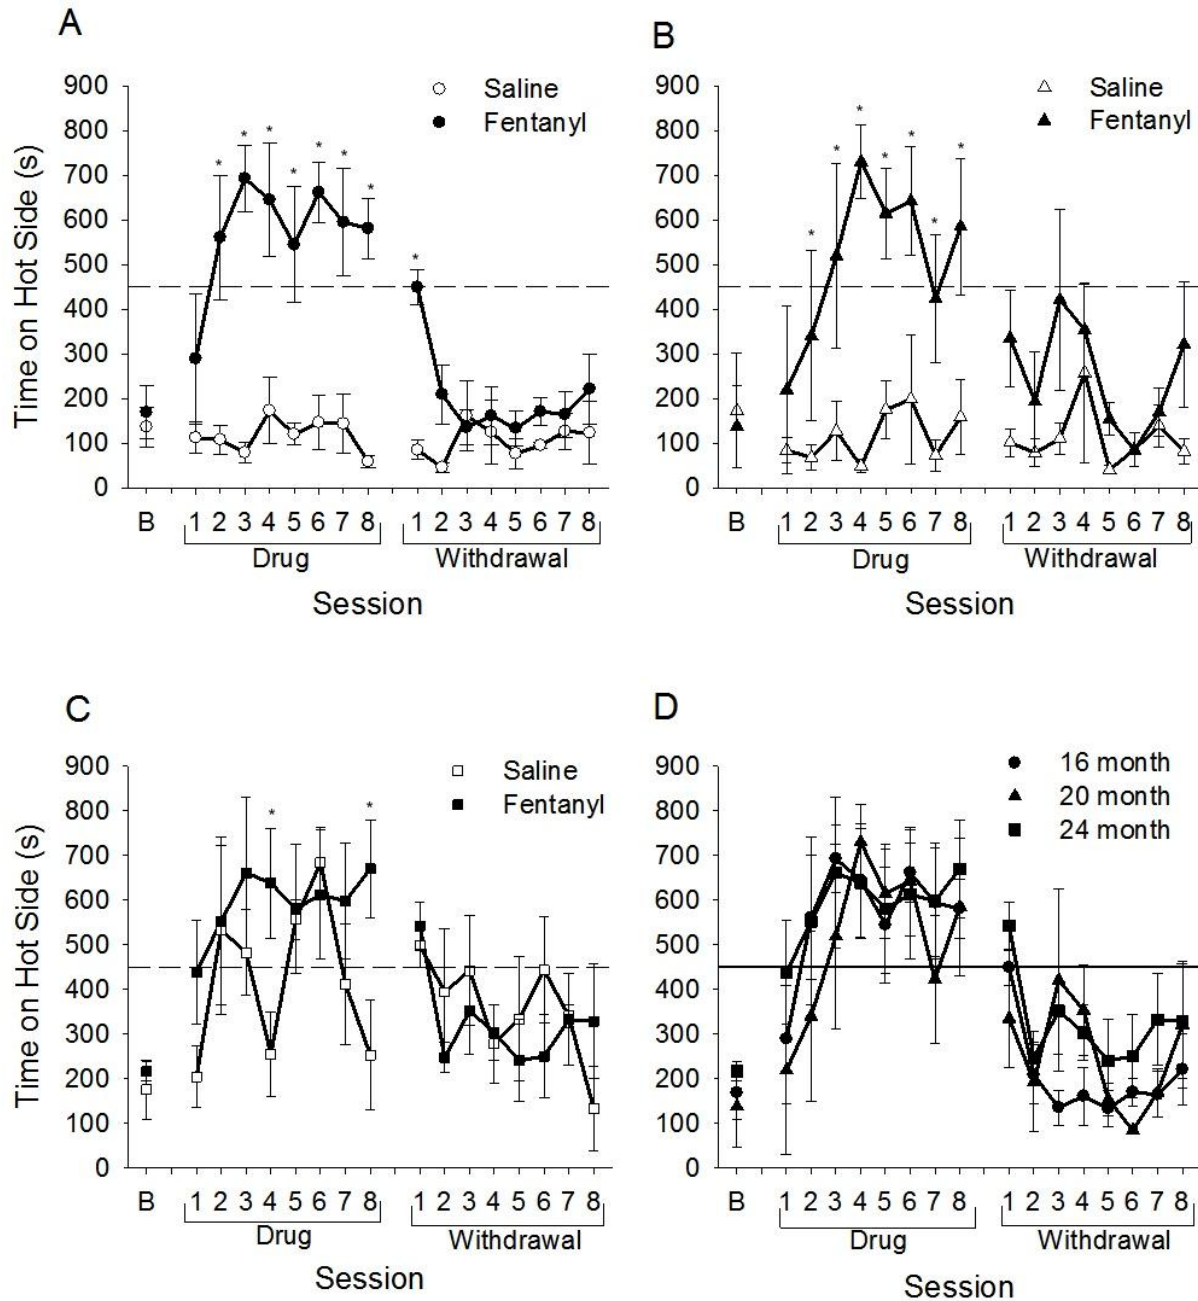 A
Saline
Fentanyl
900
800
700
600
500
400
300
200
100
0
Time on Hot Side (s)
* * * * * * * *
B 1 2 3 4 5 6 7 8 1 2 3 4 5 6 7 8
Drug Withdrawal
Session
B
Saline
Fentanyl
900
800
700
600
500
400
300
200
100
0
* * * * * * *
B 1 2 3 4 5 6 7 8 1 2 3 4 5 6 7 8
Drug Withdrawal
Session
C
Saline
Fentanyl
900
800
700
600
500
400
300
200
100
0
Time on Hot Side (s)
* *
B 1 2 3 4 5 6 7 8 1 2 3 4 5 6 7 8
Drug Withdrawal
Session
D
16 month
20 month
24 month
900
800
700
600
500
400
300
200
100
0
B 1 2 3 4 5 6 7 8 1 2 3 4 5 6 7 8
Drug Withdrawal
Session